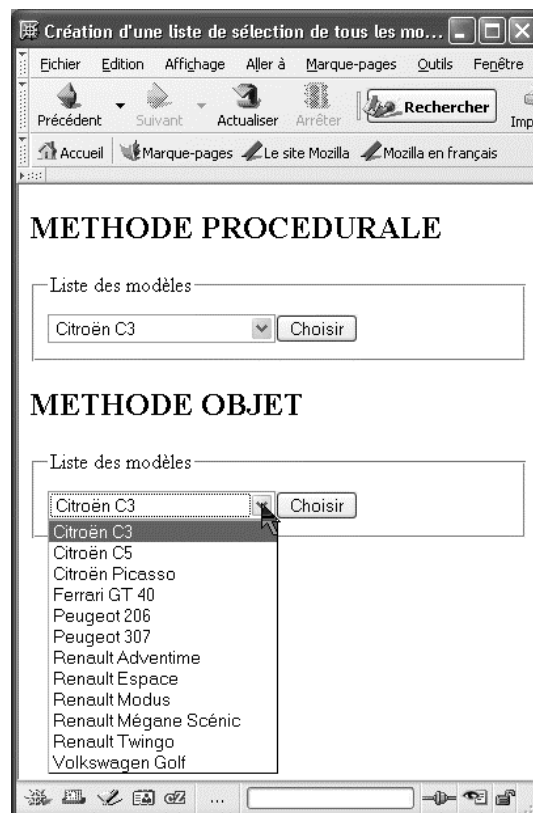 Création d'une liste de sélection de tous les mo...
Fichier Edition Affichage Aller à Marque-pages Outils Fenêtre
Précédent Suivant Actualiser Arrêter Rechercher Imp
Accueil Marque-pages Le site Mozilla Mozilla en français
METHODE PROCEDURALE
Liste des modèles
Citroën C3 Choisir
METHODE OBJET
Liste des modèles
Citroën C3 Choisir
Citroën C3
Citroën C5
Citroën Picasso
Ferrari GT 40
Peugeot 206
Peugeot 307
Renault Adventime
Renault Espace
Renault Modus
Renault Mégane Scénic
Renault Twingo
Volkswagen Golf
cZ ...